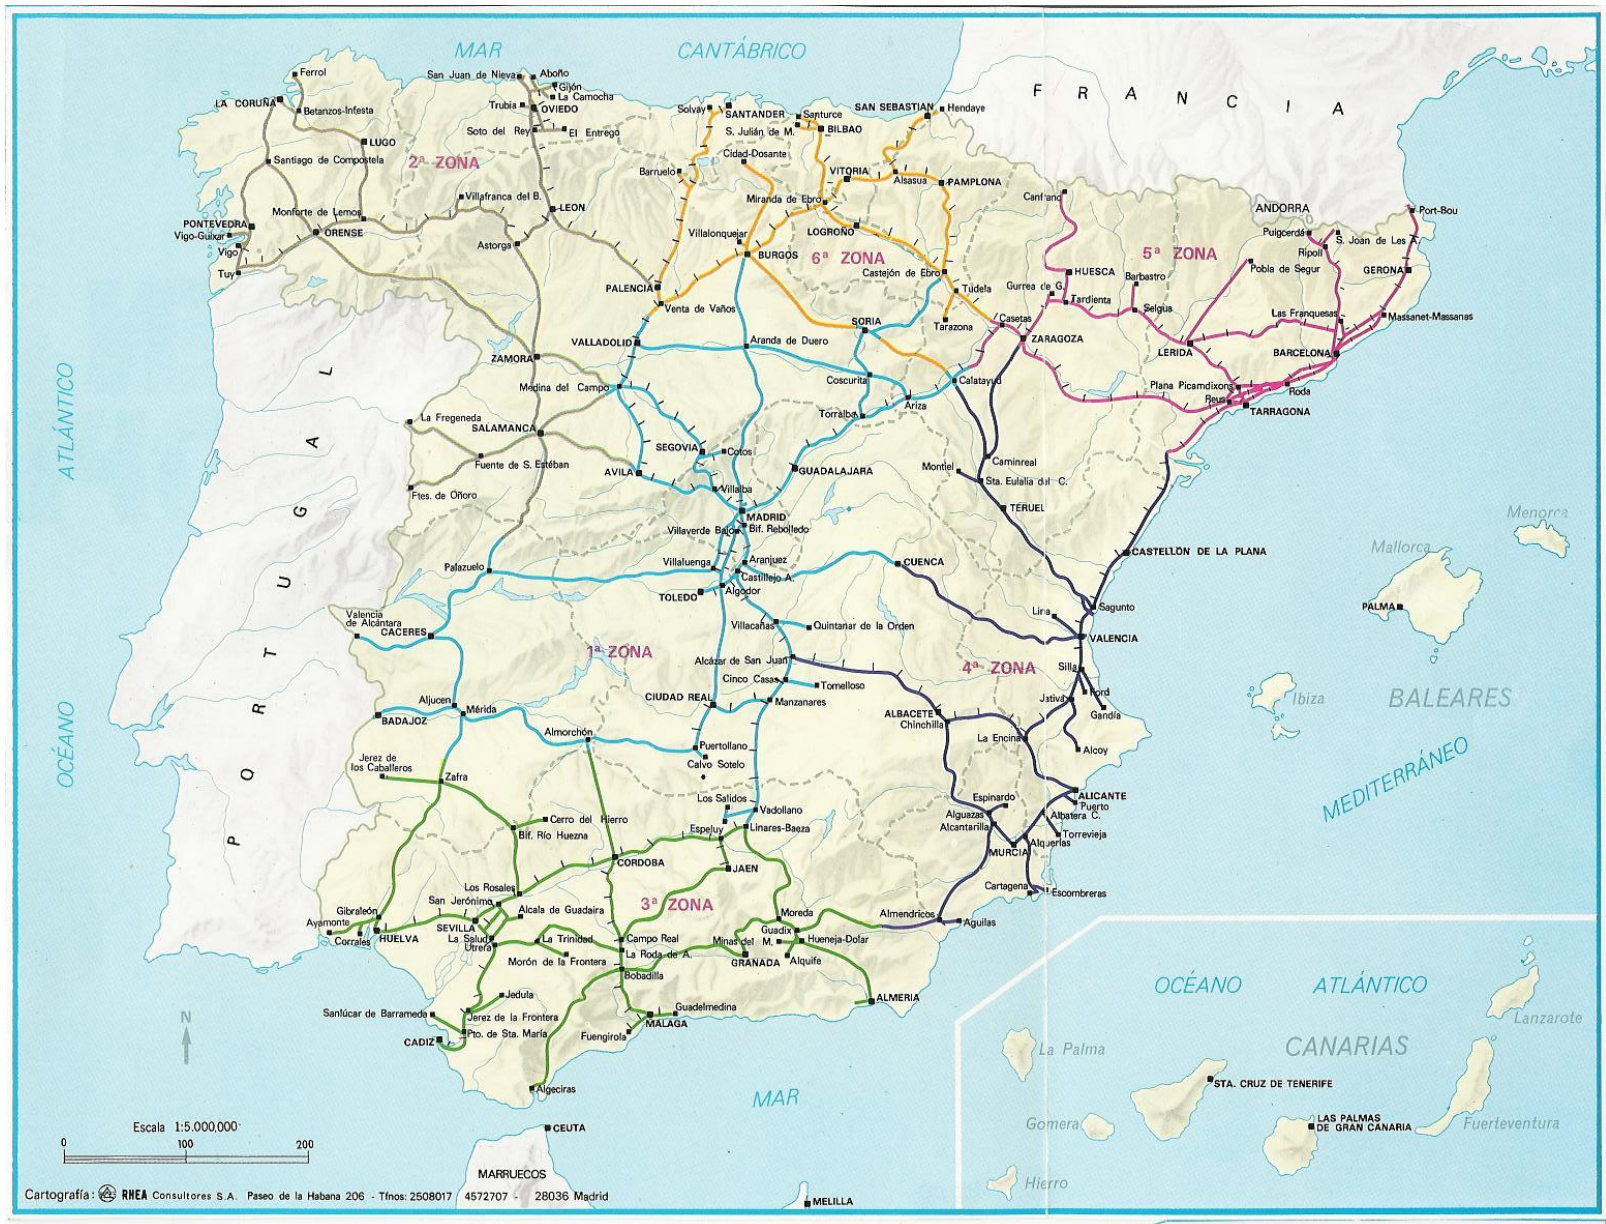 MAR CANTÁBRICO
FRANCIA
Ferrol
LA CORUÑA
Betanzos-Infesta
LUGO
Santiago de Compostela
2ª ZONA
San Juan de Nieva
Aboño
Gijón
La Camocha
Trubia
OVIEDO
Soto del Rey
El Entrego
Villafranca del B.
LEON
Monforte de Lemos
PONTEVEDRA
Vigo-Guixar
Vigo
Tuy
ORENSE
Astorga
Solvay
SANTANDER
Santurce
S. Julián de M.
BILBAO
SAN SEBASTIAN
Hendaye
Cidad-Dosante
Barruelo
VITORIA
Alsasua
PAMPLONA
Miranda de Ebro
LOGROÑO
Villalonquejar
BURGOS
6ª ZONA
Castejón de Ebro
PALENCIA
Venta de Vaños
Tudela
Tarazona
SORIA
Canfranc
ANDORRA
Port-Bou
Puigcerdá
S. Joan de Les A.
Ripoll
5ª ZONA
HUESCA
Barbastro
Pobla de Segur
GERONA
Gurrea de G.
Tardienta
Selgua
Las Franquesas
Massanet-Massanas
Casetas
ZARAGOZA
LERIDA
BARCELONA
Plana Picamdixons
Reus
Roda
TARRAGONA
VALLADOLID
Aranda de Duero
ZAMORA
Medina del Campo
Coscurita
Calatayud
Ariza
Torralba
La Fregeneda
SALAMANCA
SEGOVIA
Cotos
Fuente de S. Estéban
AVILA
GUADALAJARA
Caminreal
Montiel
Sta. Eulalia del C.
Ftes. de Oñoro
Villalba
MADRID
Villaverde Bajo
Bif. Rebolledo
TERUEL
Menorca
Mallorca
CASTELLON DE LA PLANA
Palazuelo
Villaluenga
Aranjuez
Castillejo A.
CUENCA
TOLEDO
Algodor
PALMA
Valencia
de Alcántara
CACERES
Villacañas
Quintanar de la Orden
Liria
Sagunto
VALENCIA
1ª ZONA
Alcázar de San Juan
4ª ZONA
Silla
Cinco Casas
Tomelloso
Ford
Jativa
Gandía
Ibiza
BALEARES
Aljucen
BADAJOZ
Mérida
CIUDAD REAL
Manzanares
ALBACETE
Chinchilla
La Encina
Alcoy
Almorchón
Puertollano
Calvo Sotelo
Jerez de
los Caballeros
Zafra
MEDITERRÁNEO
Los Salidos
Vadollano
Espinardo
ALICANTE
Puerto
Alguazas
Alcantarilla
Albatera C.
Torrevieja
Alquerías
MURCIA
Cerro del Hierro
Bif. Río Huezna
Espeluy
Linares-Baeza
CORDOBA
JAEN
Cartagena
Escombreras
Los Rosales
San Jerónimo
Alcala de Guadaira
3ª ZONA
Gibraleón
Ayamonte
Corrales
HUELVA
SEVILLA
La Salud
Utrera
La Trinidad
Morón de la Frontera
Campo Real
La Roda de A.
Bobadilla
Moreda
Guadix
Minas del M.
Hueneja-Dolar
GRANADA
Alquife
Almendricos
Aguilas
ALMERIA
Jedula
Sanlúcar de Barrameda
Jerez de la Frontera
Pto. de Sta. María
CADIZ
Guadelmedina
MALAGA
Fuengirola
Algeciras
PORTUGAL
OCÉANO ATLÁNTICO
N
MAR
OCÉANO ATLÁNTICO
Lanzarote
La Palma
CANARIAS
STA. CRUZ DE TENERIFE
Gomera
LAS PALMAS
DE GRAN CANARIA
Fuerteventura
Hierro
Escala 1:5.000,000
0 100 200
CEUTA
MARRUECOS
MELILLA
Cartografía: RHEA Consultores S.A. Paseo de la Habana 206 - Tfnos: 2508017 4572707 - 28036 Madrid